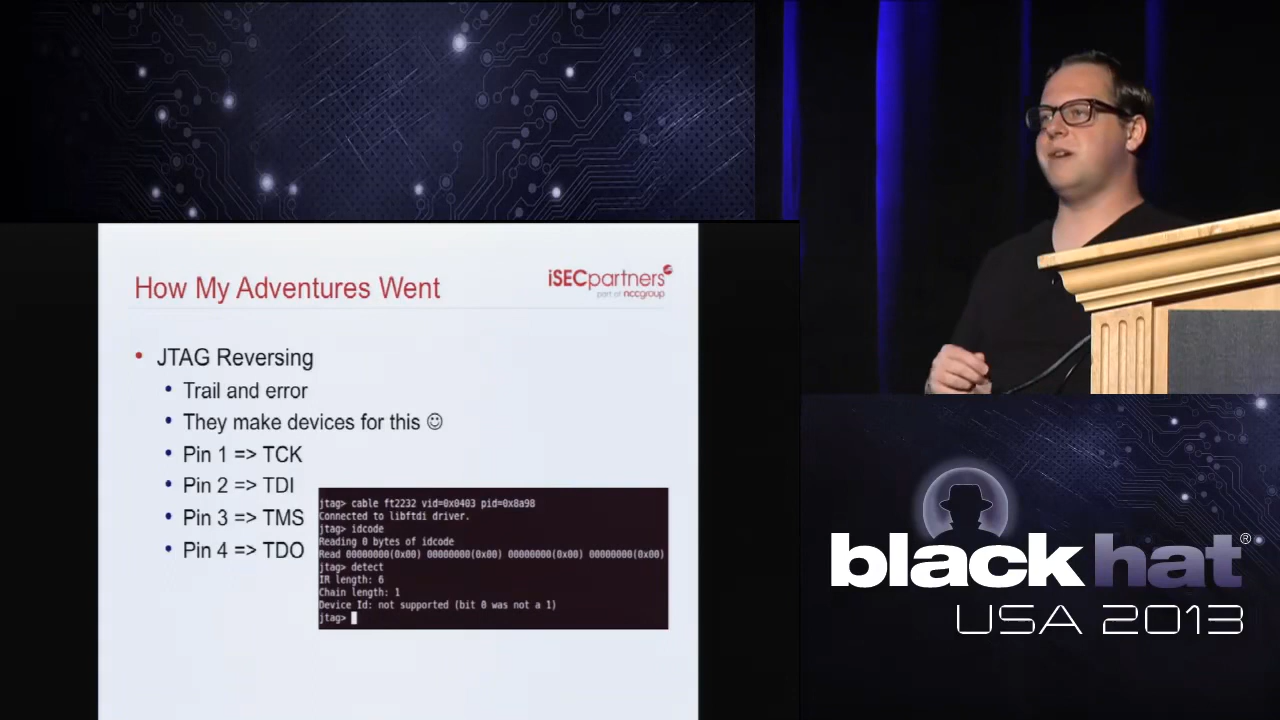 How My Adventures Went
iSECpartners
part of nccgroup
• JTAG Reversing
• Trail and error
• They make devices for this ☺
• Pin 1 => TCK
• Pin 2 => TDI
• Pin 3 => TMS
• Pin 4 => TDO
jtag> cable ft2232 vid=0x0403 pid=0x8a98
Connected to libftdi driver.
jtag> idcode
Reading 0 bytes of idcode
Read 00000000(0x00) 00000000(0x00) 00000000(0x00) 00000000(0x00)
jtag> detect
IR length: 6
Chain length: 1
Device Id: not supported (bit 0 was not a 1)
jtag>
black hat®
USA 2013